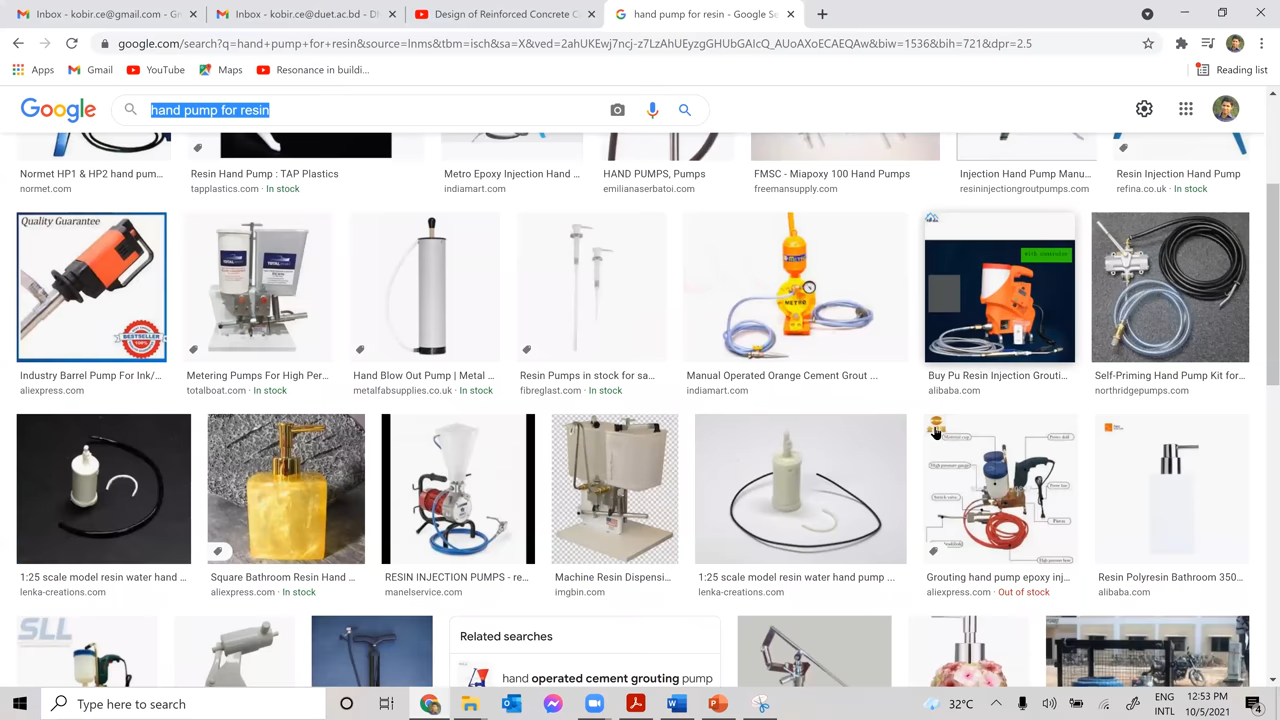 Inbox - kobir.ce@gmail.com - Gr
Inbox - kobir.ce@duet.ac.bd - D
Design of Reinforced Concrete C
hand pump for resin - Google Se
google.com/search?q=hand+pump+for+resin&source=lnms&tbm=isch&sa=X&ved=2ahUKEwj7ncj-z7LzAhUEyzgGHUbGAIcQ_AUoAXoECAEQAw&biw=1536&bih=721&dpr=2.5
Apps
Gmail
YouTube
Maps
Resonance in buildi...
Reading list
Google
hand pump for resin
Normet HP1 & HP2 hand pum...
normet.com
Resin Hand Pump : TAP Plastics
tapplastics.com · In stock
Metro Epoxy Injection Hand ...
indiamart.com
HAND PUMPS, Pumps
emilianaserbatoi.com
FMSC - Miapoxy 100 Hand Pumps
freemansupply.com
Injection Hand Pump Manu...
resininjectiongroutpumps.com
Resin Injection Hand Pump
refina.co.uk · In stock
Quality Guarantee
BESTSELLER
100%
TOTAL
TOTAL
METRO
Industry Barrel Pump For Ink/...
aliexpress.com
Metering Pumps For High Per...
totalboat.com · In stock
Hand Blow Out Pump | Metal ...
metalfabsupplies.co.uk · In stock
Resin Pumps in stock for sa...
fibreglast.com · In stock
Manual Operated Orange Cement Grout ...
indiamart.com
Buy Pu Resin Injection Grouti...
alibaba.com
Self-Priming Hand Pump Kit for...
northridgepumps.com
High pressure gauge
1:25 scale model resin water hand ...
lenka-creations.com
Square Bathroom Resin Hand ...
aliexpress.com · In stock
RESIN INJECTION PUMPS - re...
manelservice.com
Machine Resin Dispensi...
imgbin.com
1:25 scale model resin water hand pump ...
lenka-creations.com
Grouting hand pump epoxy inj...
aliexpress.com · Out of stock
Resin Polyresin Bathroom 350...
alibaba.com
SLL
Related searches
hand operated cement grouting pump
Type here to search
32°C
ENG
INTL
12:53 PM
10/5/2021
4